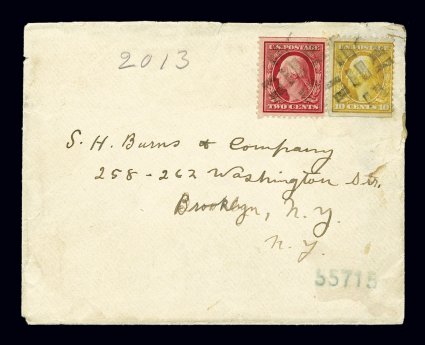 2013
U.S. POSTAGE
TWO CENTS
U.S. POSTAGE
10 CENTS 10
S. H. Burns & Company
258-262 Washington Str.
Brooklyn, N.Y.
N.Y.
55715